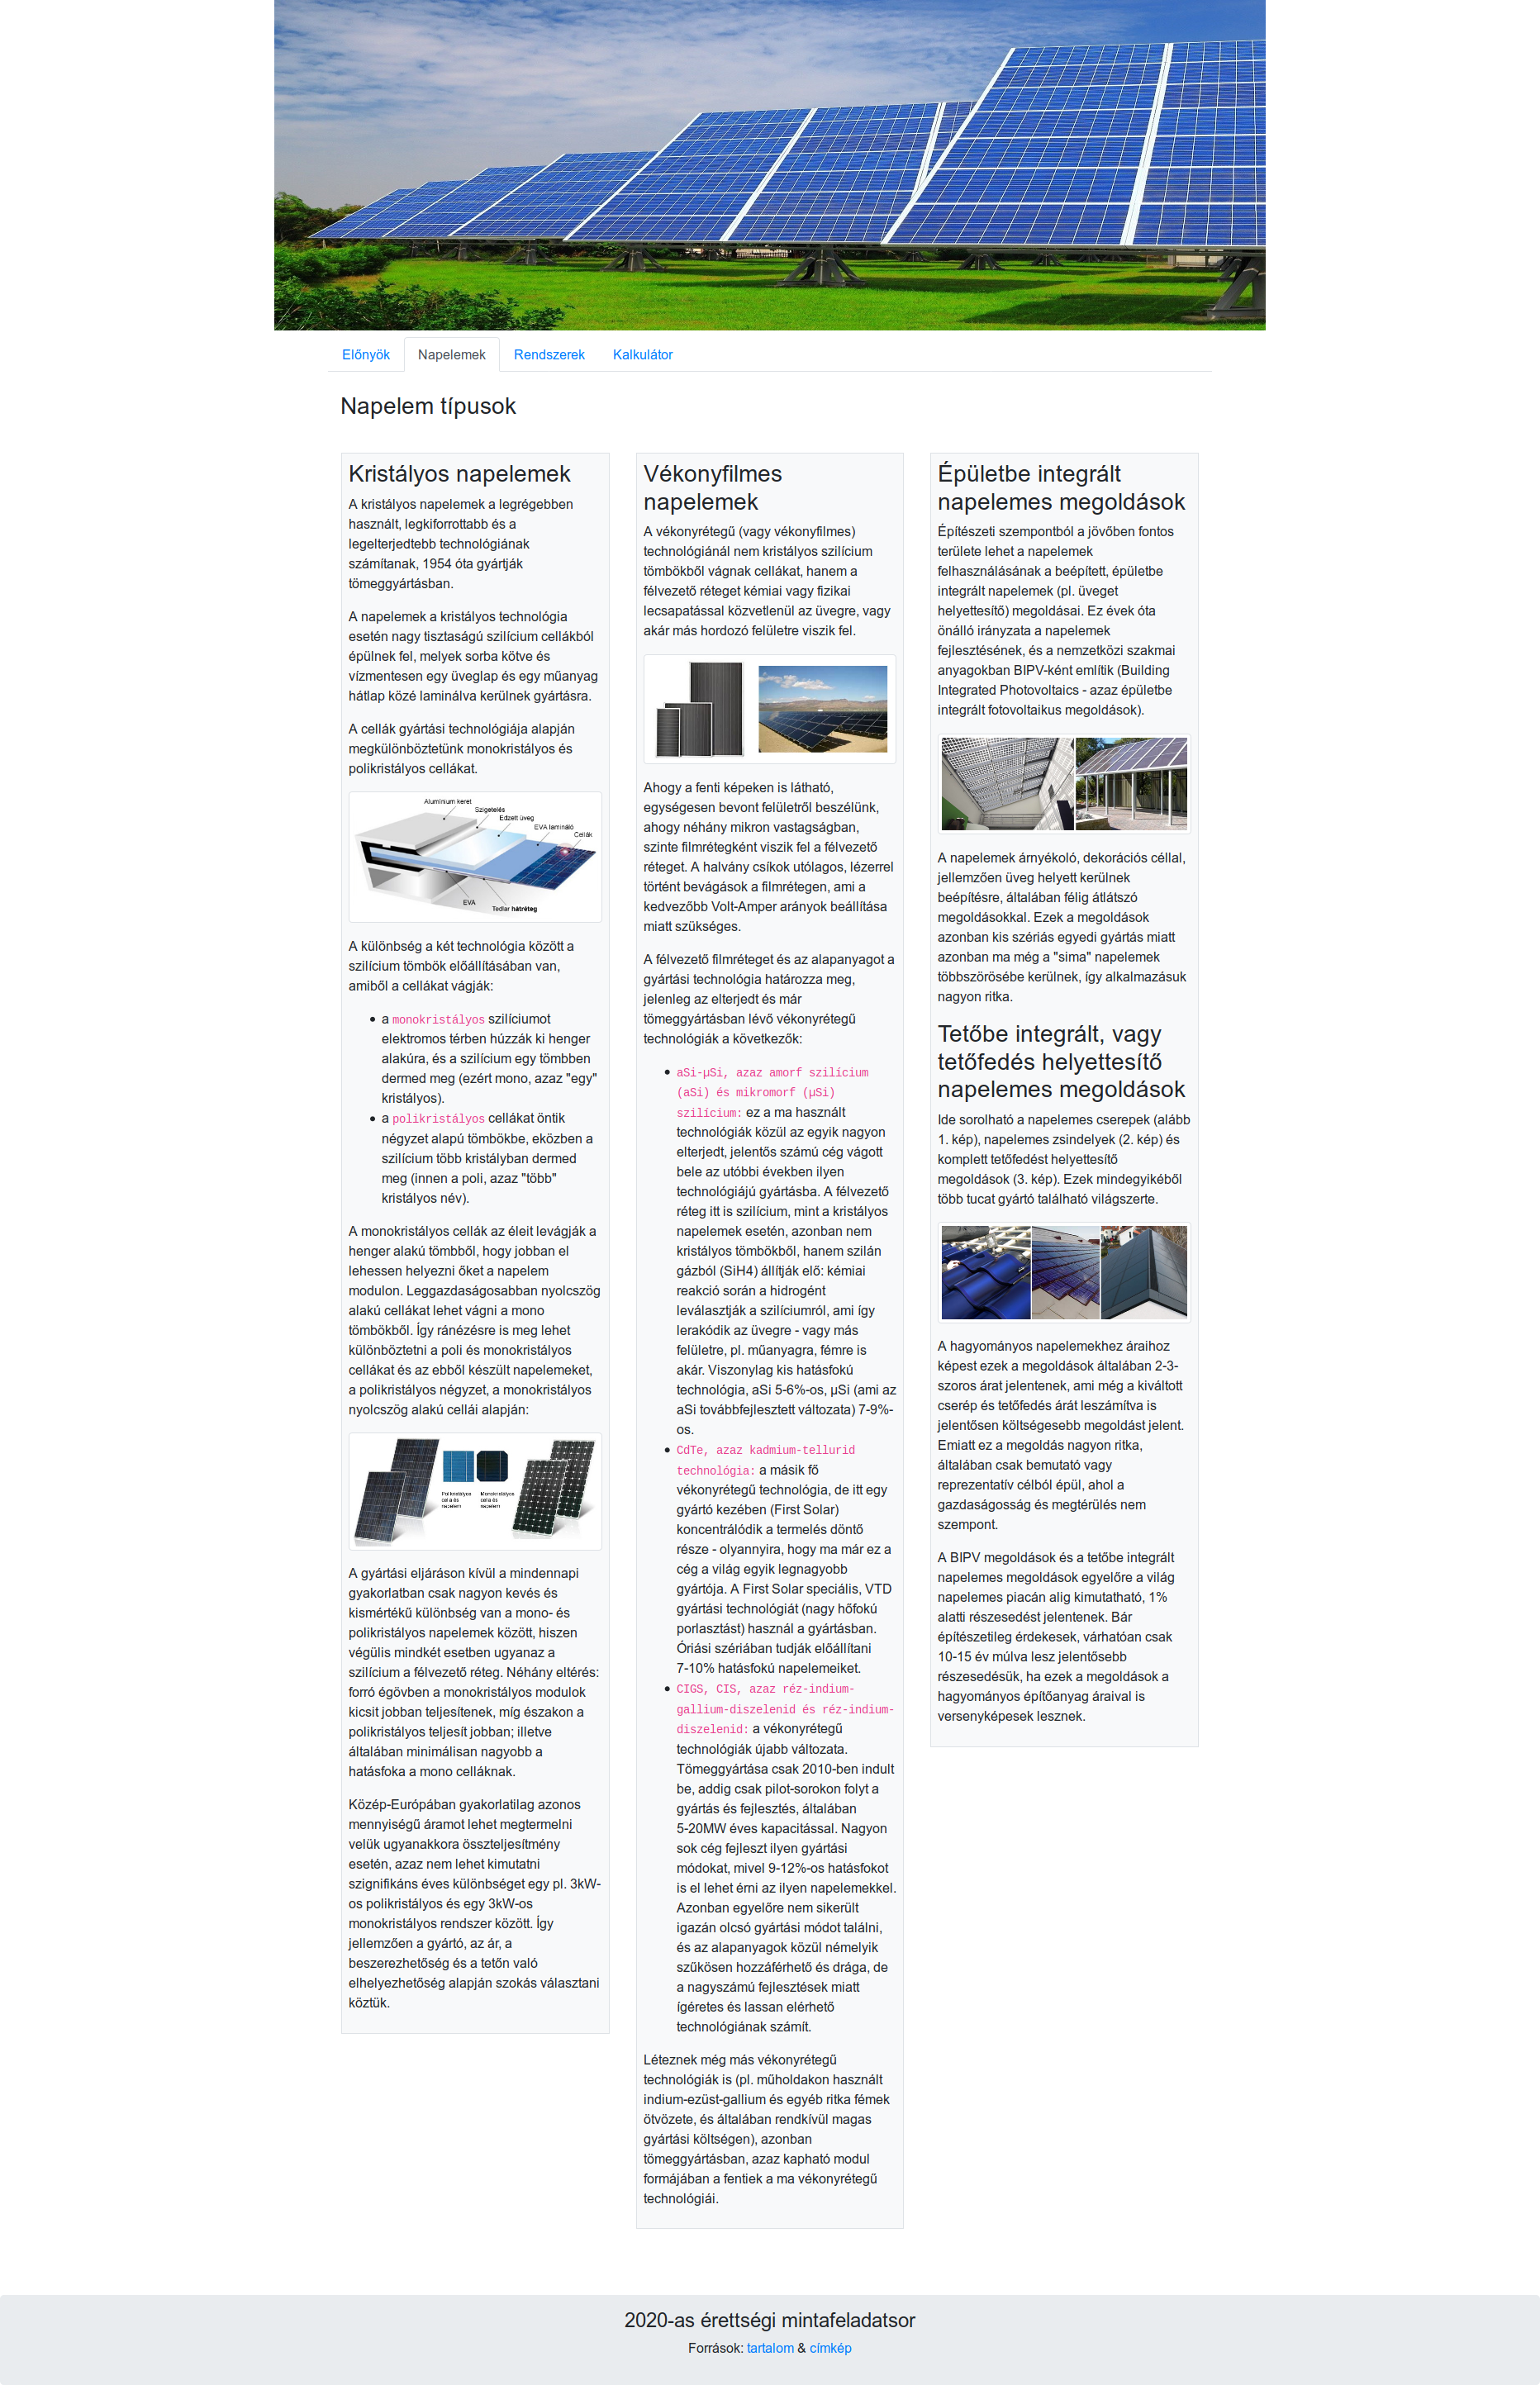 Előnyök
Napelemek
Rendszerek
Kalkulátor
Napelem típusok
Kristályos napelemek
A kristályos napelemek a legrégebben
használt, legkiforrottabb és a
legelterjedtebb technológiának
számítanak, 1954 óta gyártják
tömeggyártásban.
A napelemek a kristályos technológia
esetén nagy tisztaságú szilícium cellákból
épülnek fel, melyek sorba kötve és
vízmentesen egy üveglap és egy műanyag
hátlap közé laminálva kerülnek gyártásra.
A cellák gyártási technológiája alapján
megkülönböztetünk monokristályos és
polikristályos cellákat.
Alumínium keret
Szigetelés
Edzett üveg
EVA lamináló
Cellák
EVA
Tedlar hátréteg
A különbség a két technológia között a
szilícium tömbök előállításában van,
amiből a cellákat vágják:
a monokristályos szilíciumot
elektromos térben húzzák ki henger
alakúra, és a szilícium egy tömbben
dermed meg (ezért mono, azaz "egy"
kristályos).
a polikristályos cellákat öntik
négyzet alapú tömbökbe, eközben a
szilícium több kristályban dermed
meg (innen a poli, azaz "több"
kristályos név).
A monokristályos cellák az éleit levágják a
henger alakú tömbből, hogy jobban el
lehessen helyezni őket a napelem
modulon. Leggazdaságosabban nyolcszög
alakú cellákat lehet vágni a mono
tömbökből. Így ránézésre is meg lehet
különböztetni a poli és monokristályos
cellákat és az ebből készült napelemeket,
a polikristályos négyzet, a monokristályos
nyolcszög alakú cellái alapján:
Polikristályos
cella és
napelem
Monokristályos
cella és
napelem
A gyártási eljáráson kívül a mindennapi
gyakorlatban csak nagyon kevés és
kismértékű különbség van a mono- és
polikristályos napelemek között, hiszen
végülis mindkét esetben ugyanaz a
szilícium a félvezető réteg. Néhány eltérés:
forró égövben a monokristályos modulok
kicsit jobban teljesítenek, míg északon a
polikristályos teljesít jobban; illetve
általában minimálisan nagyobb a
hatásfoka a mono celláknak.
Közép-Európában gyakorlatilag azonos
mennyiségű áramot lehet megtermelni
velük ugyanakkora összteljesítmény
esetén, azaz nem lehet kimutatni
szignifikáns éves különbséget egy pl. 3kW-
os polikristályos és egy 3kW-os
monokristályos rendszer között. Így
jellemzően a gyártó, az ár, a
beszerezhetőség és a tetőn való
elhelyezhetőség alapján szokás választani
köztük.
Vékonyfilmes
napelemek
A vékonyrétegű (vagy vékonyfilmes)
technológiánál nem kristályos szilícium
tömbökből vágnak cellákat, hanem a
félvezető réteget kémiai vagy fizikai
lecsapatással közvetlenül az üvegre, vagy
akár más hordozó felületre viszik fel.
Ahogy a fenti képeken is látható,
egységesen bevont felületről beszélünk,
ahogy néhány mikron vastagságban,
szinte filmrétegként viszik fel a félvezető
réteget. A halvány csíkok utólagos, lézerrel
történt bevágások a filmrétegen, ami a
kedvezőbb Volt-Amper arányok beállítása
miatt szükséges.
A félvezető filmréteget és az alapanyagot a
gyártási technológia határozza meg,
jelenleg az elterjedt és már
tömeggyártásban lévő vékonyrétegű
technológiák a következők:
aSi-µSi, azaz amorf szilícium
(aSi) és mikromorf (µSi)
szilícium: ez a ma használt
technológiák közül az egyik nagyon
elterjedt, jelentős számú cég vágott
bele az utóbbi években ilyen
technológiájú gyártásba. A félvezető
réteg itt is szilícium, mint a kristályos
napelemek esetén, azonban nem
kristályos tömbökből, hanem szilán
gázból (SiH4) állítják elő: kémiai
reakció során a hidrogént
leválasztják a szilíciumról, ami így
lerakódik az üvegre - vagy más
felületre, pl. műanyagra, fémre is
akár. Viszonylag kis hatásfokú
technológia, aSi 5-6%-os, µSi (ami az
aSi továbbfejlesztett változata) 7-9%-
os.
CdTe, azaz kadmium-tellurid
technológia: a másik fő
vékonyrétegű technológia, de itt egy
gyártó kezében (First Solar)
koncentrálódik a termelés döntő
része - olyannyira, hogy ma már ez a
cég a világ egyik legnagyobb
gyártója. A First Solar speciális, VTD
gyártási technológiát (nagy hőfokú
porlasztást) használ a gyártásban.
Óriási szériában tudják előállítani
7-10% hatásfokú napelemeiket.
CIGS, CIS, azaz réz-indium-
gallium-diszelenid és réz-indium-
diszelenid: a vékonyrétegű
technológiák újabb változata.
Tömeggyártása csak 2010-ben indult
be, addig csak pilot-sorokon folyt a
gyártás és fejlesztés, általában
5-20MW éves kapacitással. Nagyon
sok cég fejleszt ilyen gyártási
módokat, mivel 9-12%-os hatásfokot
is el lehet érni az ilyen napelemekkel.
Azonban egyelőre nem sikerült
igazán olcsó gyártási módot találni,
és az alapanyagok közül némelyik
szűkösen hozzáférhető és drága, de
a nagyszámú fejlesztések miatt
ígéretes és lassan elérhető
technológiának számít.
Léteznek még más vékonyrétegű
technológiák is (pl. műholdakon használt
indium-ezüst-gallium és egyéb ritka fémek
ötvözete, és általában rendkívül magas
gyártási költségen), azonban
tömeggyártásban, azaz kapható modul
formájában a fentiek a ma vékonyrétegű
technológiái.
Épületbe integrált
napelemes megoldások
Építészeti szempontból a jövőben fontos
területe lehet a napelemek
felhasználásának a beépített, épületbe
integrált napelemek (pl. üveget
helyettesítő) megoldásai. Ez évek óta
önálló irányzata a napelemek
fejlesztésének, és a nemzetközi szakmai
anyagokban BIPV-ként említik (Building
Integrated Photovoltaics - azaz épületbe
integrált fotovoltaikus megoldások).
A napelemek árnyékoló, dekorációs céllal,
jellemzően üveg helyett kerülnek
beépítésre, általában félig átlátszó
megoldásokkal. Ezek a megoldások
azonban kis szériás egyedi gyártás miatt
azonban ma még a "sima" napelemek
többszörösébe kerülnek, így alkalmazásuk
nagyon ritka.
Tetőbe integrált, vagy
tetőfedés helyettesítő
napelemes megoldások
Ide sorolható a napelemes cserepek (alább
1. kép), napelemes zsindelyek (2. kép) és
komplett tetőfedést helyettesítő
megoldások (3. kép). Ezek mindegyikéből
több tucat gyártó található világszerte.
A hagyományos napelemekhez áraihoz
képest ezek a megoldások általában 2-3-
szoros árat jelentenek, ami még a kiváltott
cserép és tetőfedés árát leszámítva is
jelentősen költségesebb megoldást jelent.
Emiatt ez a megoldás nagyon ritka,
általában csak bemutató vagy
reprezentatív célból épül, ahol a
gazdaságosság és megtérülés nem
szempont.
A BIPV megoldások és a tetőbe integrált
napelemes megoldások egyelőre a világ
napelemes piacán alig kimutatható, 1%
alatti részesedést jelentenek. Bár
építészetileg érdekesek, várhatóan csak
10-15 év múlva lesz jelentősebb
részesedésük, ha ezek a megoldások a
hagyományos építőanyag áraival is
versenyképesek lesznek.
2020-as érettségi mintafeladatsor
Források: tartalom & címkép